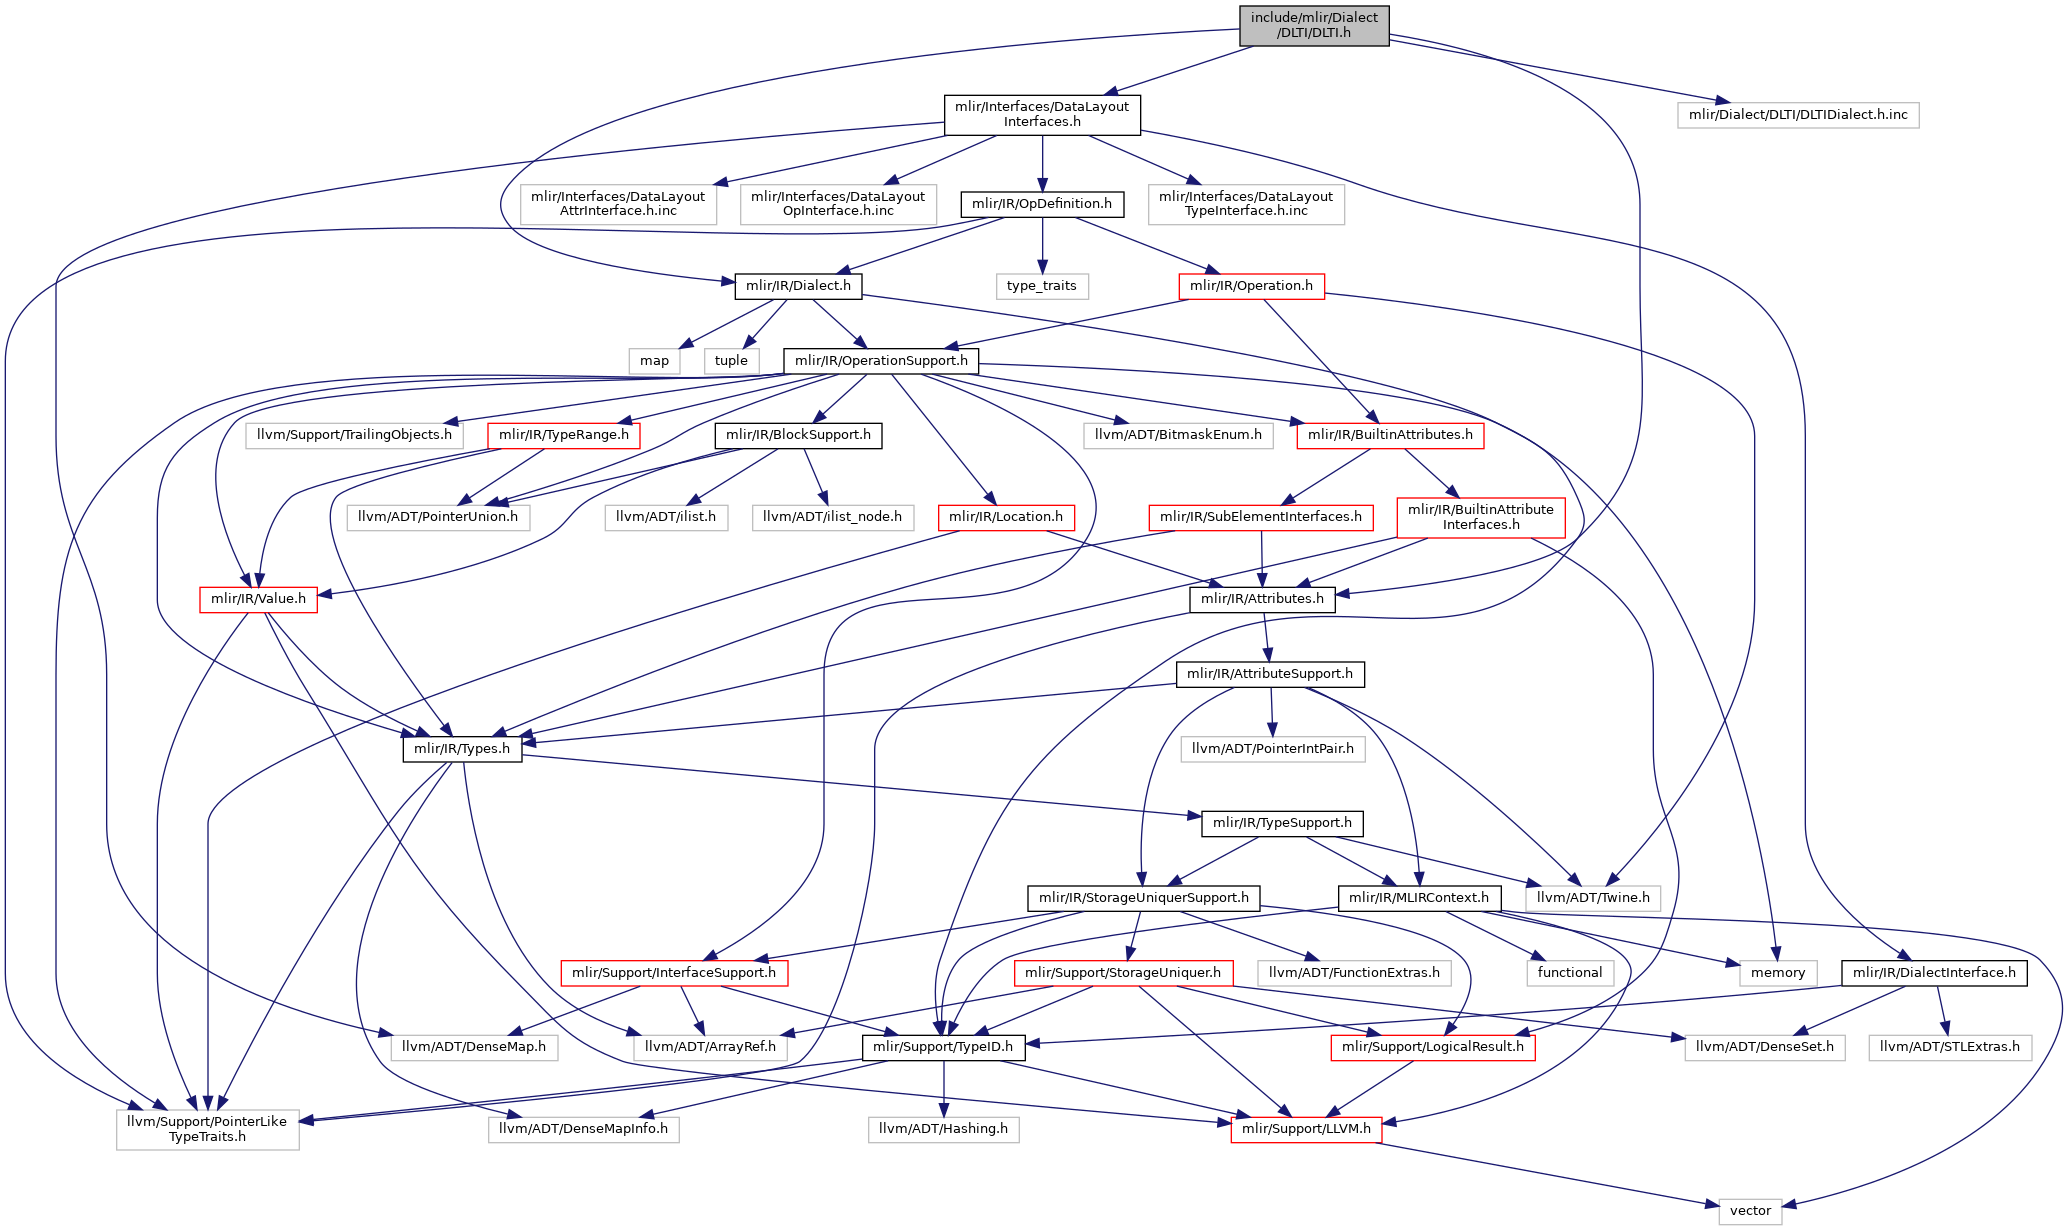 include/mlir/Dialect
/DLTI/DLTI.h
mlir/Interfaces/DataLayout
Interfaces.h
mlir/Dialect/DLTI/DLTIDialect.h.inc
mlir/Interfaces/DataLayout
AttrInterface.h.inc
mlir/Interfaces/DataLayout
OpInterface.h.inc
mlir/IR/OpDefinition.h
mlir/Interfaces/DataLayout
TypeInterface.h.inc
mlir/IR/Dialect.h
type_traits
mlir/IR/Operation.h
map
tuple
mlir/IR/OperationSupport.h
llvm/Support/TrailingObjects.h
mlir/IR/TypeRange.h
mlir/IR/BlockSupport.h
llvm/ADT/BitmaskEnum.h
mlir/IR/BuiltinAttributes.h
llvm/ADT/PointerUnion.h
llvm/ADT/ilist.h
llvm/ADT/ilist_node.h
mlir/IR/Location.h
mlir/IR/SubElementInterfaces.h
mlir/IR/BuiltinAttribute
Interfaces.h
mlir/IR/Value.h
mlir/IR/Attributes.h
mlir/IR/AttributeSupport.h
mlir/IR/Types.h
llvm/ADT/PointerIntPair.h
mlir/IR/TypeSupport.h
mlir/IR/StorageUniquerSupport.h
mlir/IR/MLIRContext.h
llvm/ADT/Twine.h
mlir/Support/InterfaceSupport.h
mlir/Support/StorageUniquer.h
llvm/ADT/FunctionExtras.h
functional
memory
mlir/IR/DialectInterface.h
llvm/ADT/DenseMap.h
llvm/ADT/ArrayRef.h
mlir/Support/TypeID.h
mlir/Support/LogicalResult.h
llvm/ADT/DenseSet.h
llvm/ADT/STLExtras.h
llvm/Support/PointerLike
TypeTraits.h
llvm/ADT/DenseMapInfo.h
llvm/ADT/Hashing.h
mlir/Support/LLVM.h
vector